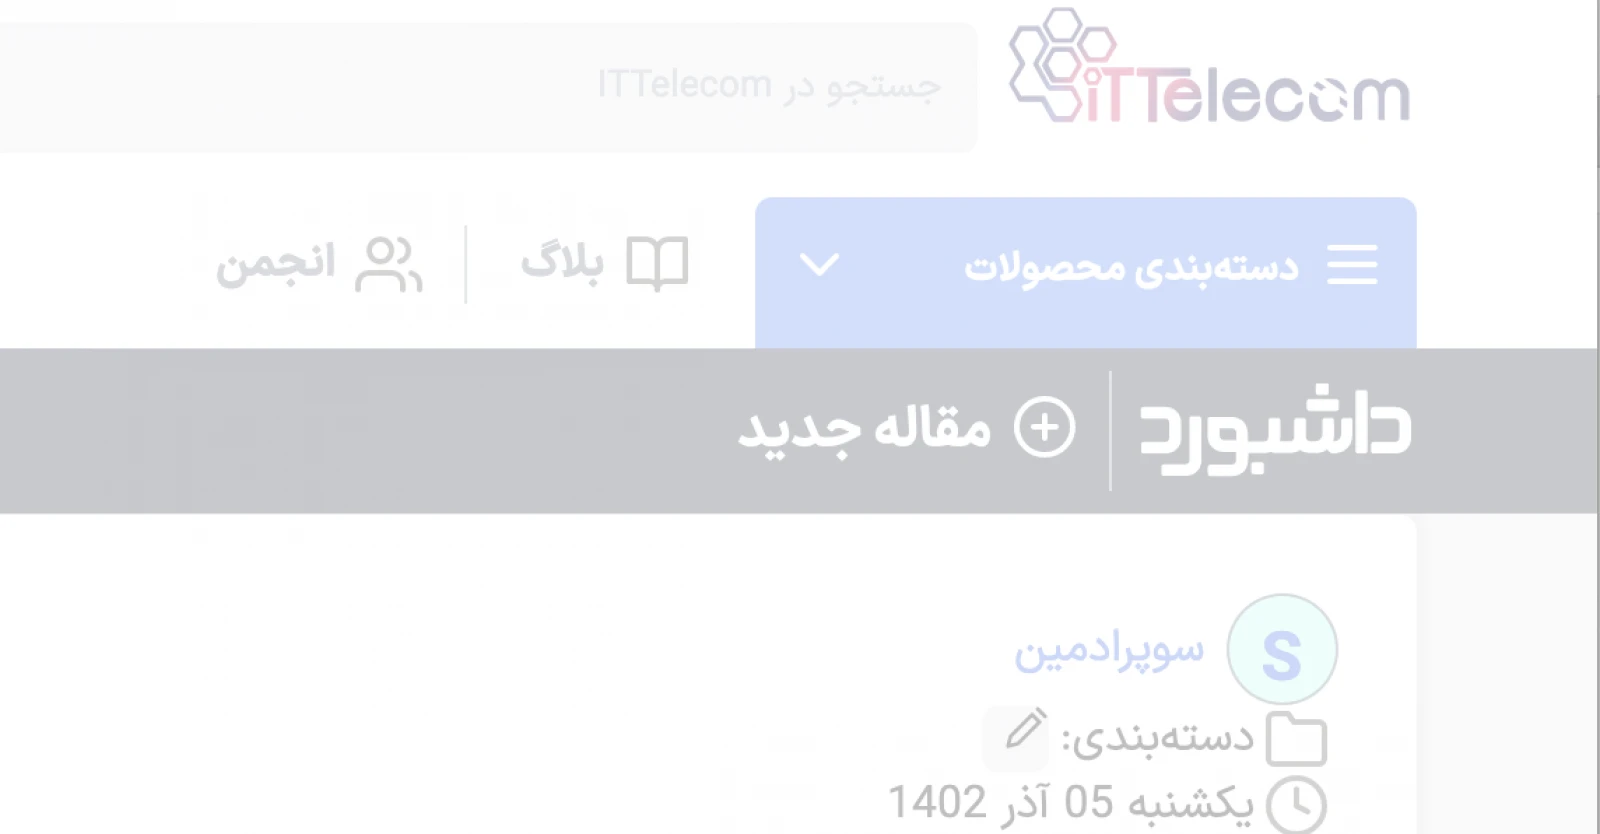 iTTelecom
جستجو در ITTelecom
دسته‌بندی محصولات
بلاگ
انجمن
داشبورد
مقاله جدید
S
سوپرادمین
دسته‌بندی:
یکشنبه 05 آذر 1402